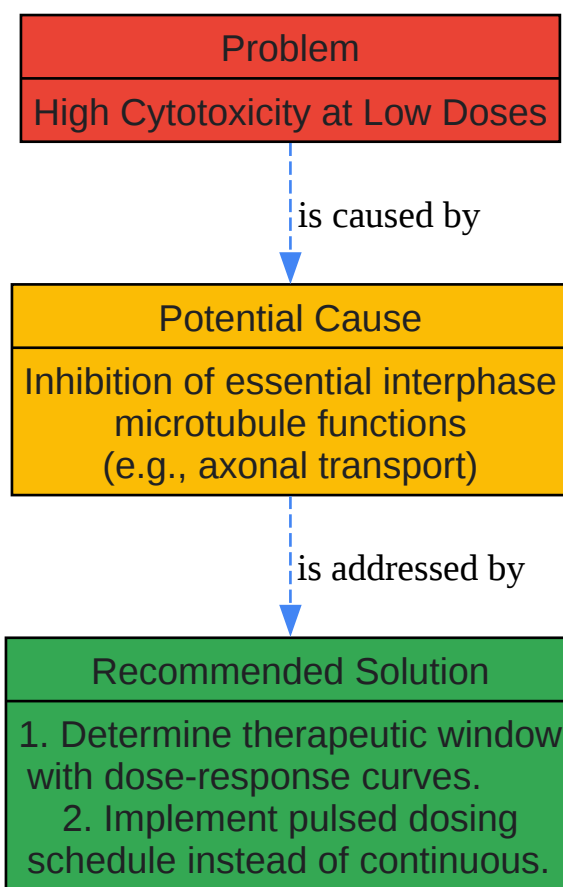 Problem
High Cytotoxicity at Low Doses
is caused by
Potential Cause
Inhibition of essential interphase
microtubule functions
(e.g., axonal transport)
is addressed by
Recommended Solution
1. Determine therapeutic window
with dose-response curves.
2. Implement pulsed dosing
schedule instead of continuous.